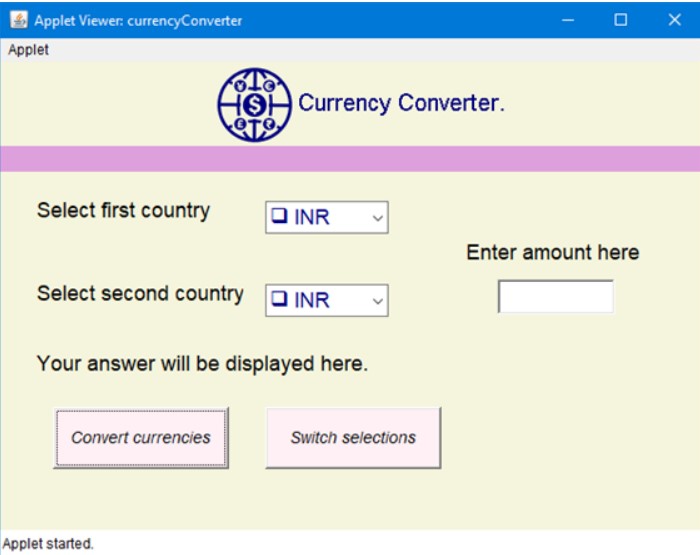 Applet Viewer: currencyConverter
Applet
Currency Converter.
Select first country
❑ INR
Enter amount here
Select second country
❑ INR
Your answer will be displayed here.
Convert currencies
Switch selections
Applet started.